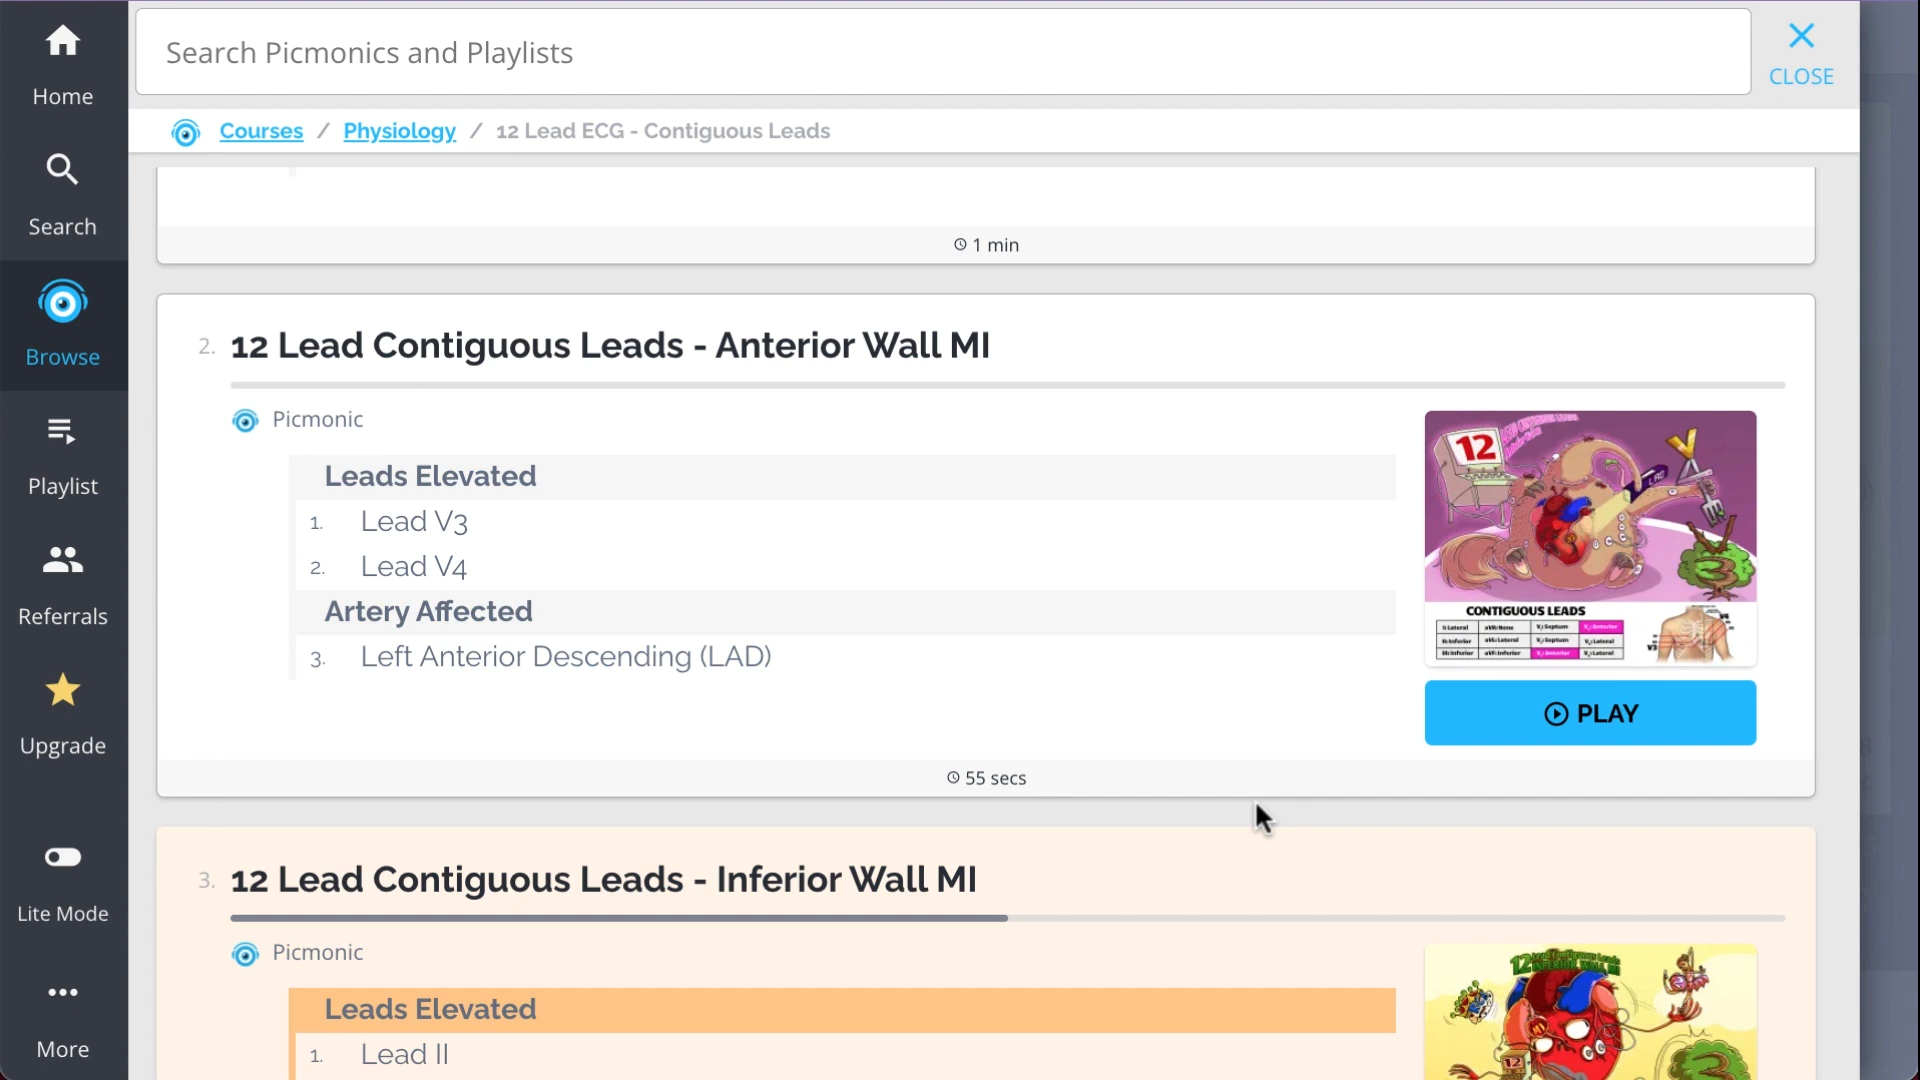 Search Picmonics and Playlists
CLOSE
Home
Search
Browse
Playlist
Referrals
Upgrade
Lite Mode
More
Courses / Physiology / 12 Lead ECG - Contiguous Leads
1 min
2. 12 Lead Contiguous Leads - Anterior Wall MI
Picmonic
Leads Elevated
1. Lead V3
2. Lead V4
Artery Affected
3. Left Anterior Descending (LAD)
12
V
3
CONTIGUOUS LEADS
PLAY
55 secs
3. 12 Lead Contiguous Leads - Inferior Wall MI
Picmonic
Leads Elevated
1. Lead II
12